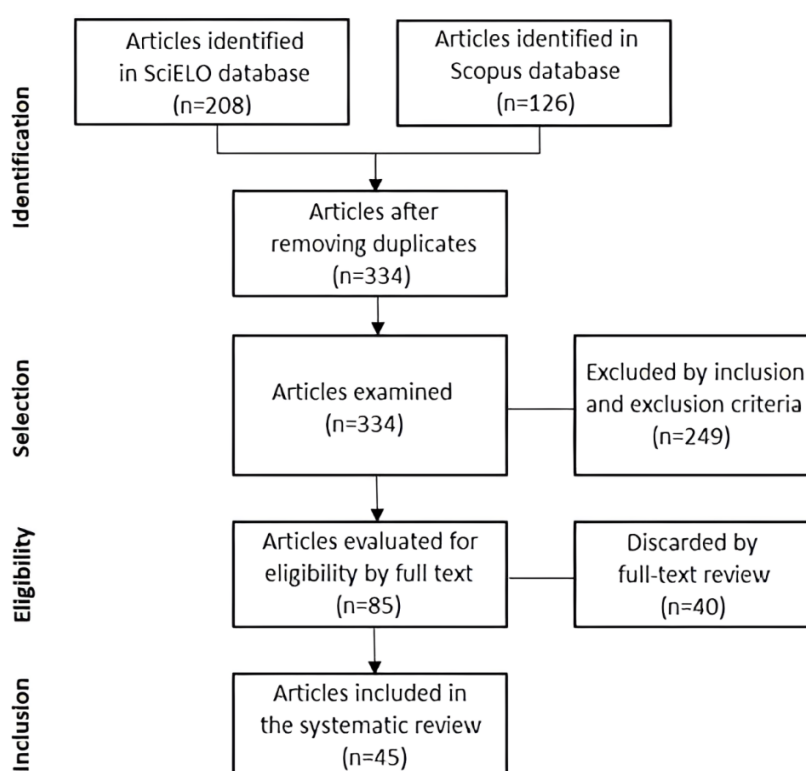 Identification
Articles identified
in SciELO database
(n=208)
Articles identified in
Scopus database
(n=126)
Articles after
removing duplicates
(n=334)
Selection
Articles examined
(n=334)
Excluded by inclusion
and exclusion criteria
(n=249)
Eligibility
Articles evaluated for
eligibility by full text
(n=85)
Discarded by
full-text review
(n=40)
Inclusion
Articles included in
the systematic review
(n=45)